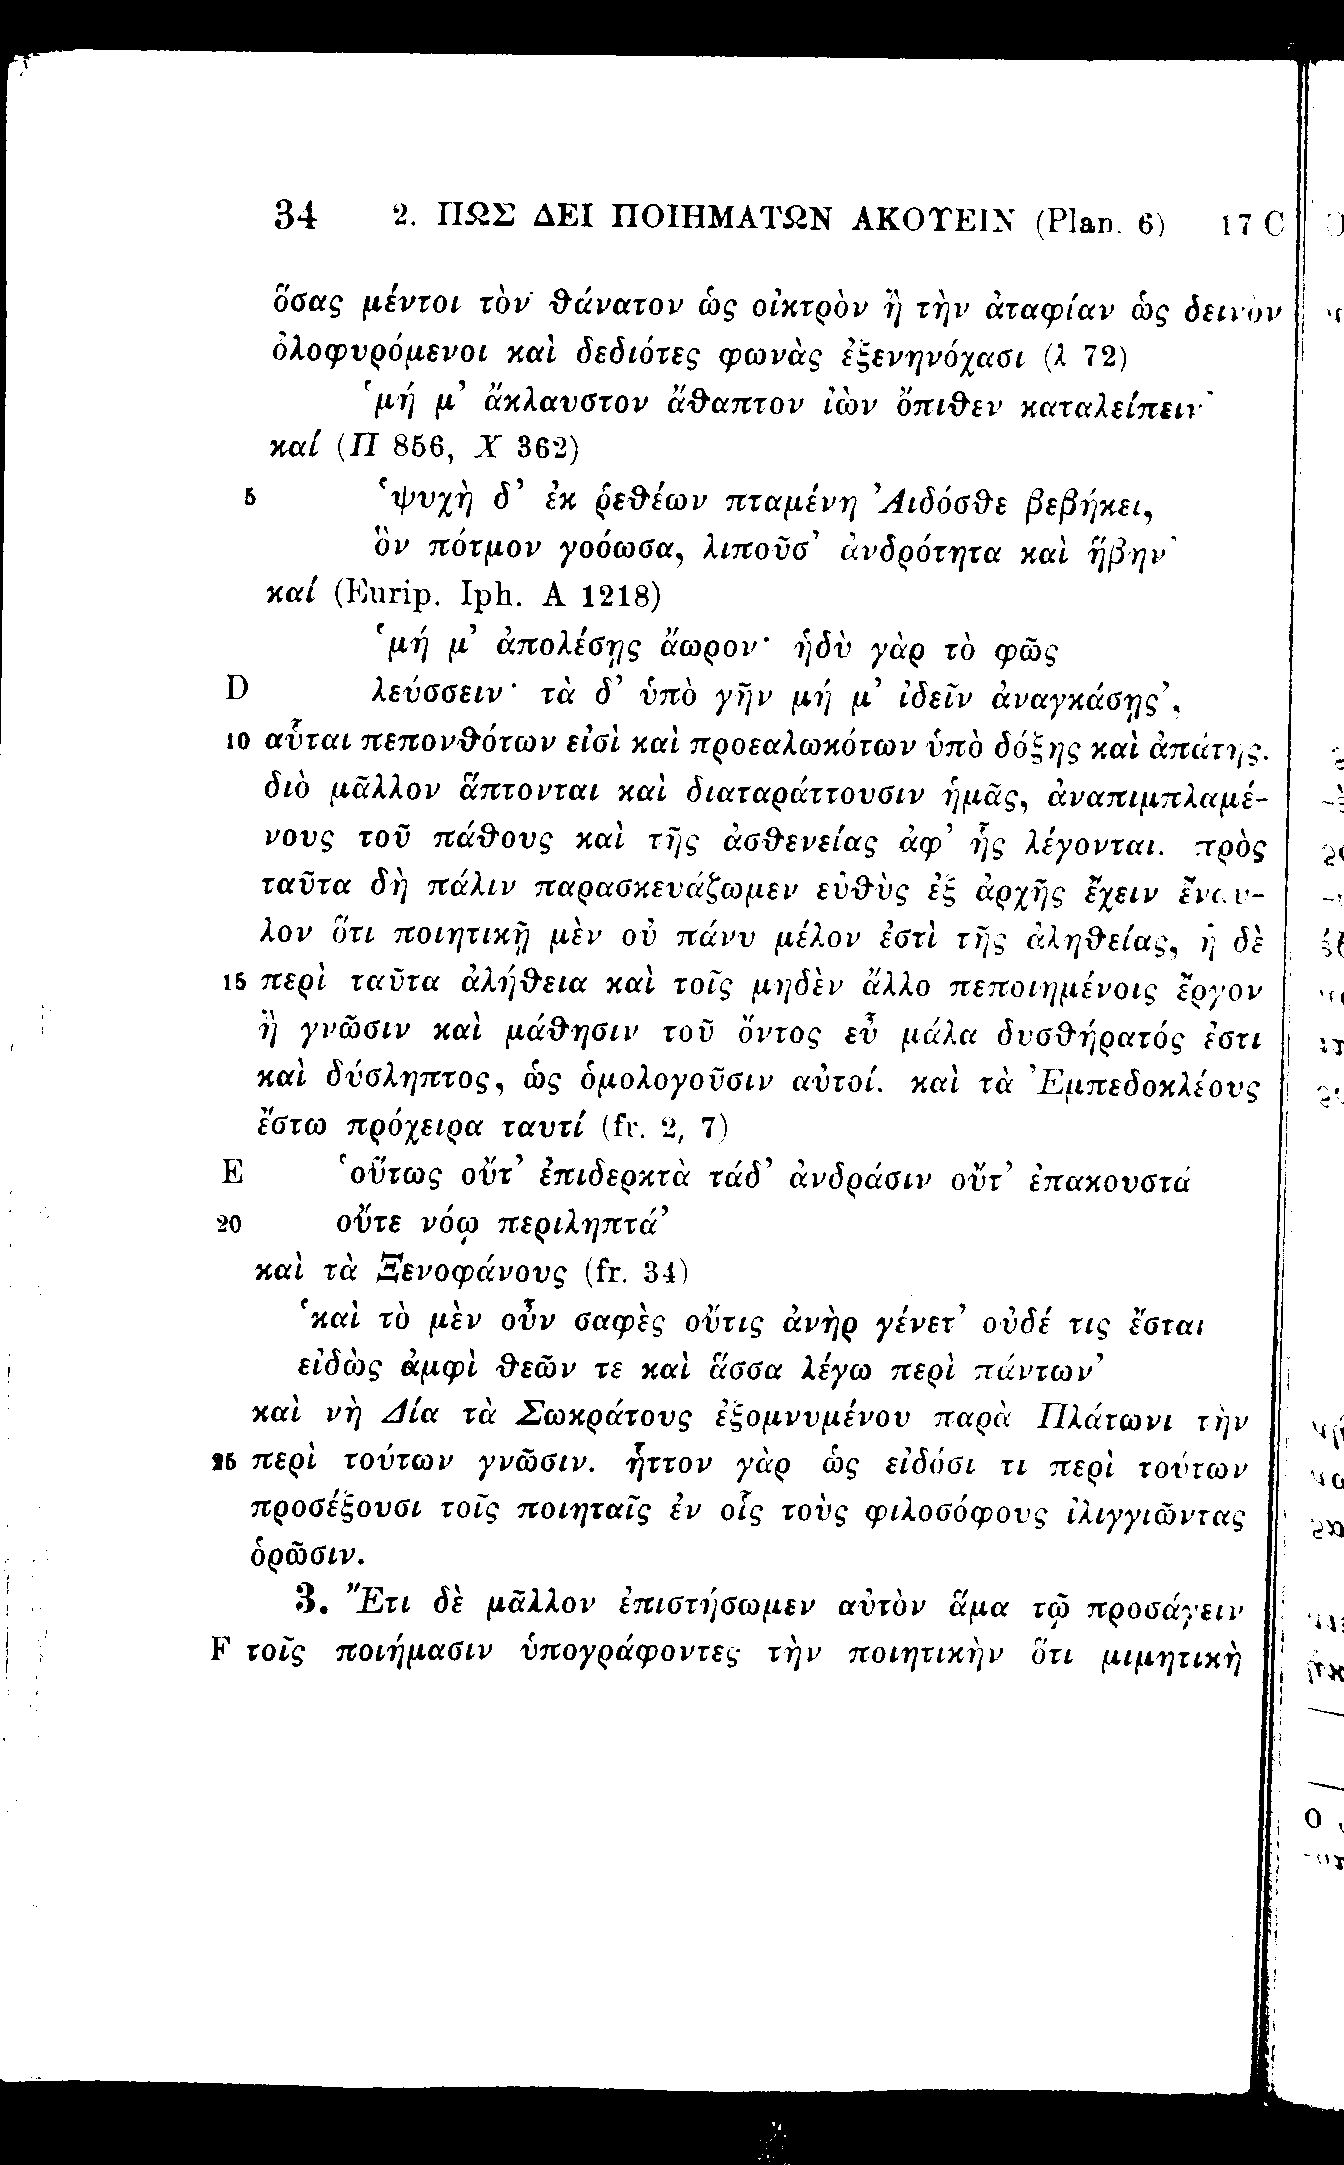 34 2. ΠΩΣ ΔΕΙ ΠΟΙΗΜΑΤΩΝ ΑΚΟΥΕΙΝ (Plan. 6) 17 C
ὅσας μέντοι τὸν θάνατον ὡς οἰκτρὸν ἢ τὴν ἀταφίαν ὡς δεινὸν
ὀλοφυρόμενοι καὶ δεδιότες φωνὰς ἐξενηνόχασι (λ 72)
‘μή μ’ ἄκλαυστον ἄθαπτον ἰὼν ὄπιθεν καταλείπειν’
καί (Π 856, Χ 362)
5 ‘ψυχὴ δ’ ἐκ ῥεθέων πταμένη Ἀιδόσθε βεβήκει,
ὃν πότμον γοόωσα, λιποῦσ’ ἀνδρότητα καὶ ἥβην’
καί (Eurip. Iph. A 1218)
‘μή μ’ ἀπολέσῃς ἄωρον· ἡδὺ γὰρ τὸ φῶς
D λεύσσειν· τὰ δ’ ὑπὸ γῆν μή μ’ ἰδεῖν ἀναγκάσῃς’,
10 αὗται πεπονθότων εἰσὶ καὶ προεαλωκότων ὑπὸ δόξης καὶ ἀπάτης.
διὸ μᾶλλον ἅπτονται καὶ διαταράττουσιν ἡμᾶς, ἀναπιμπλαμέ-
νους τοῦ πάθους καὶ τῆς ἀσθενείας ἀφ’ ἧς λέγονται. πρὸς
ταῦτα δὴ πάλιν παρασκευάζωμεν εὐθὺς ἐξ ἀρχῆς ἔχειν ἔναυ-
λον ὅτι ποιητικῇ μὲν οὐ πάνυ μέλον ἐστὶ τῆς ἀληθείας, ἡ δὲ
15 περὶ ταῦτα ἀλήθεια καὶ τοῖς μηδὲν ἄλλο πεποιημένοις ἔργον
ἢ γνῶσιν καὶ μάθησιν τοῦ ὄντος εὖ μάλα δυσθήρατός ἐστι
καὶ δύσληπτος, ὡς ὁμολογοῦσιν αὐτοί. καὶ τὰ Ἐμπεδοκλέους
ἔστω πρόχειρα ταυτί (fr. 2, 7)
E ‘οὕτως οὔτ’ ἐπιδερκτὰ τάδ’ ἀνδράσιν οὔτ’ ἐπακουστά
20 οὔτε νόῳ περιληπτά’
καὶ τὰ Ξενοφάνους (fr. 34)
‘καὶ τὸ μὲν οὖν σαφὲς οὔτις ἀνὴρ γένετ’ οὐδέ τις ἔσται
εἰδὼς ἀμφὶ θεῶν τε καὶ ἅσσα λέγω περὶ πάντων’
καὶ νὴ Δία τὰ Σωκράτους ἐξομνυμένου παρὰ Πλάτωνι τὴν
25 περὶ τούτων γνῶσιν. ἧττον γὰρ ὡς εἰδόσι τι περὶ τούτων
προσέξουσι τοῖς ποιηταῖς ἐν οἷς τοὺς φιλοσόφους ἰλιγγιῶντας
ὁρῶσιν.
3. Ἔτι δὲ μᾶλλον ἐπιστήσωμεν αὐτὸν ἅμα τῷ προσάγειν
F τοῖς ποιήμασιν ὑπογράφοντες τὴν ποιητικὴν ὅτι μιμητικὴ